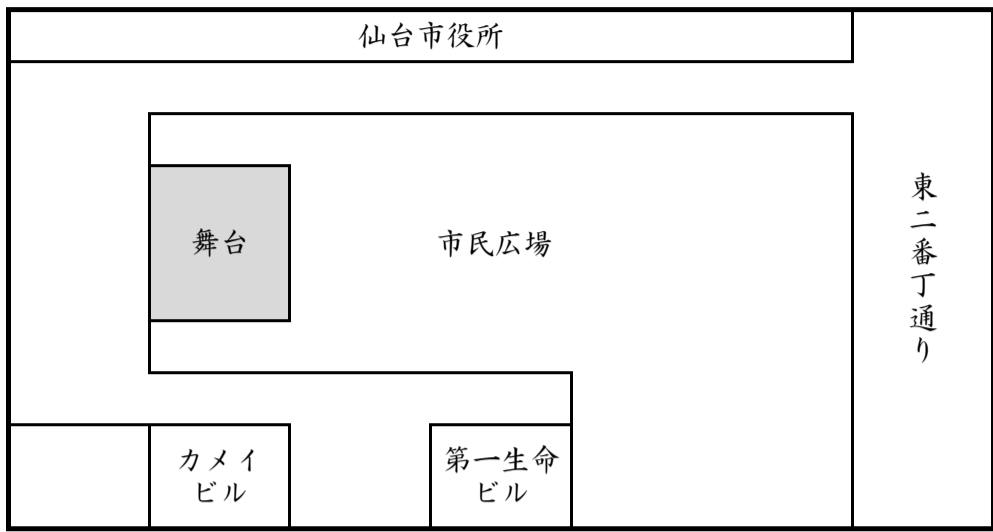 仙台市役所
舞台
市民広場
東二番丁通り
カメイ
ビル
第一生命
ビル